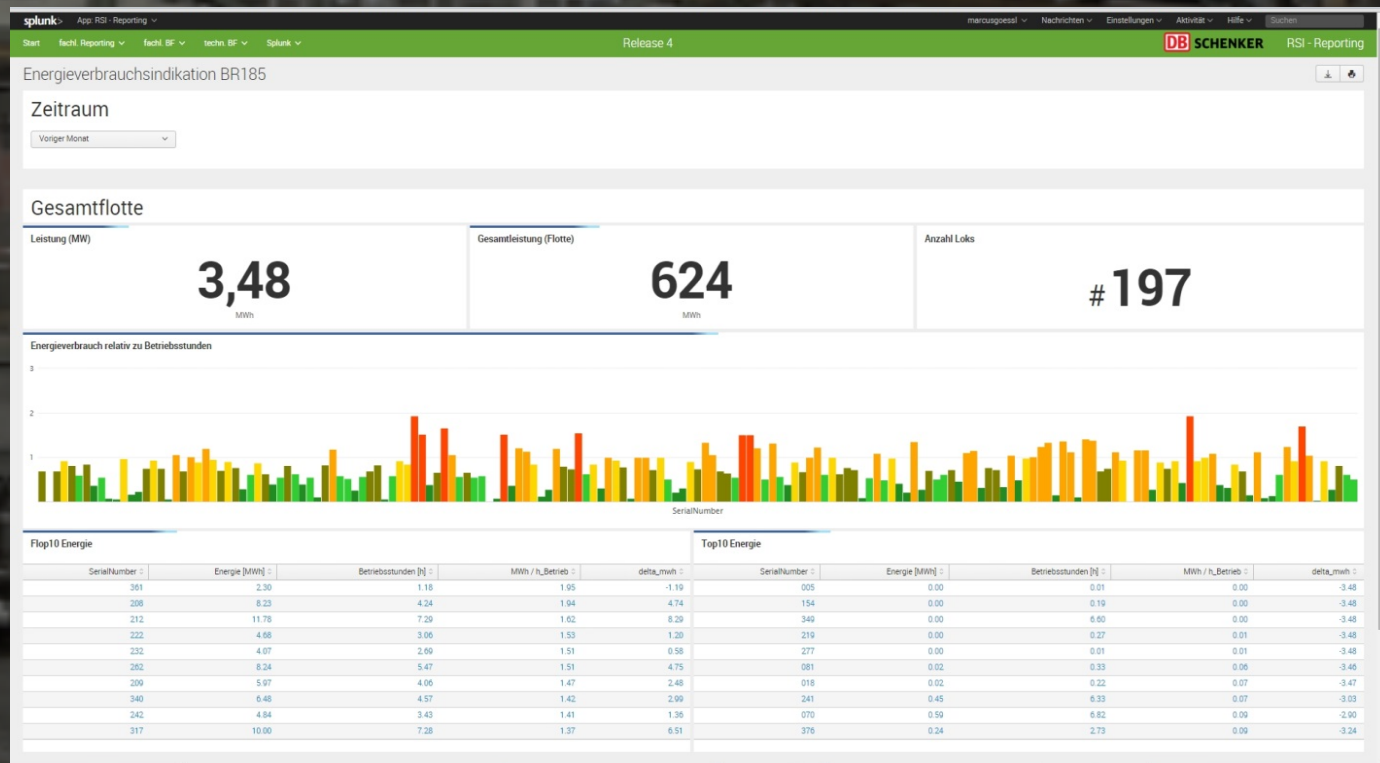 splunk> App: RSI - Reporting marcusgoessl Nachrichten Einstellungen Aktivität Hilfe Suchen
Start fachl. Reporting fachl. BF techn. BF Splunk Release 4 DB SCHENKER RSI - Reporting
Energieverbrauchsindikation BR185
Zeitraum
Voriger Monat
Gesamtflotte
Leistung (MW) Gesamtleistung (Flotte) Anzahl Loks
3,48 624 # 197
MWh MWh
Energieverbrauch relativ zu Betriebsstunden
3
2
1
SerialNumber
Flop10 Energie Top10 Energie
SerialNumber Energie [MWh] Betriebsstunden [h] MWh / h_Betrieb delta_mwh SerialNumber Energie [MWh] Betriebsstunden [h] MWh / h_Betrieb delta_mwh
361 2.30 1.18 1.95 -1.19 005 0.00 0.01 0.00 -3.48
208 8.23 4.24 1.94 4.74 154 0.00 0.19 0.00 -3.48
212 11.78 7.29 1.62 8.29 349 0.00 6.60 0.00 -3.48
222 4.68 3.06 1.53 1.20 219 0.00 0.27 0.01 -3.48
232 4.07 2.69 1.51 0.58 277 0.00 0.01 0.01 -3.48
262 8.24 5.47 1.51 4.75 081 0.02 0.33 0.06 -3.46
209 5.97 4.06 1.47 2.48 018 0.02 0.22 0.07 -3.47
340 6.48 4.57 1.42 2.99 241 0.45 6.33 0.07 -3.03
242 4.84 3.43 1.41 1.36 070 0.59 6.82 0.09 -2.90
317 10.00 7.28 1.37 6.51 376 0.24 2.73 0.09 -3.24